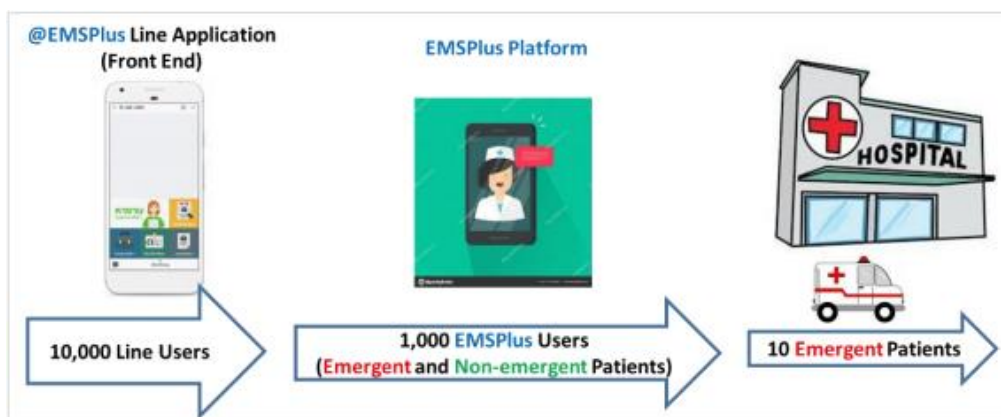 @EMSPlus Line Application
(Front End)
EMSPlus Platform
HOSPITAL
10,000 Line Users
1,000 EMSPlus Users
(Emergent and Non-emergent Patients)
10 Emergent Patients